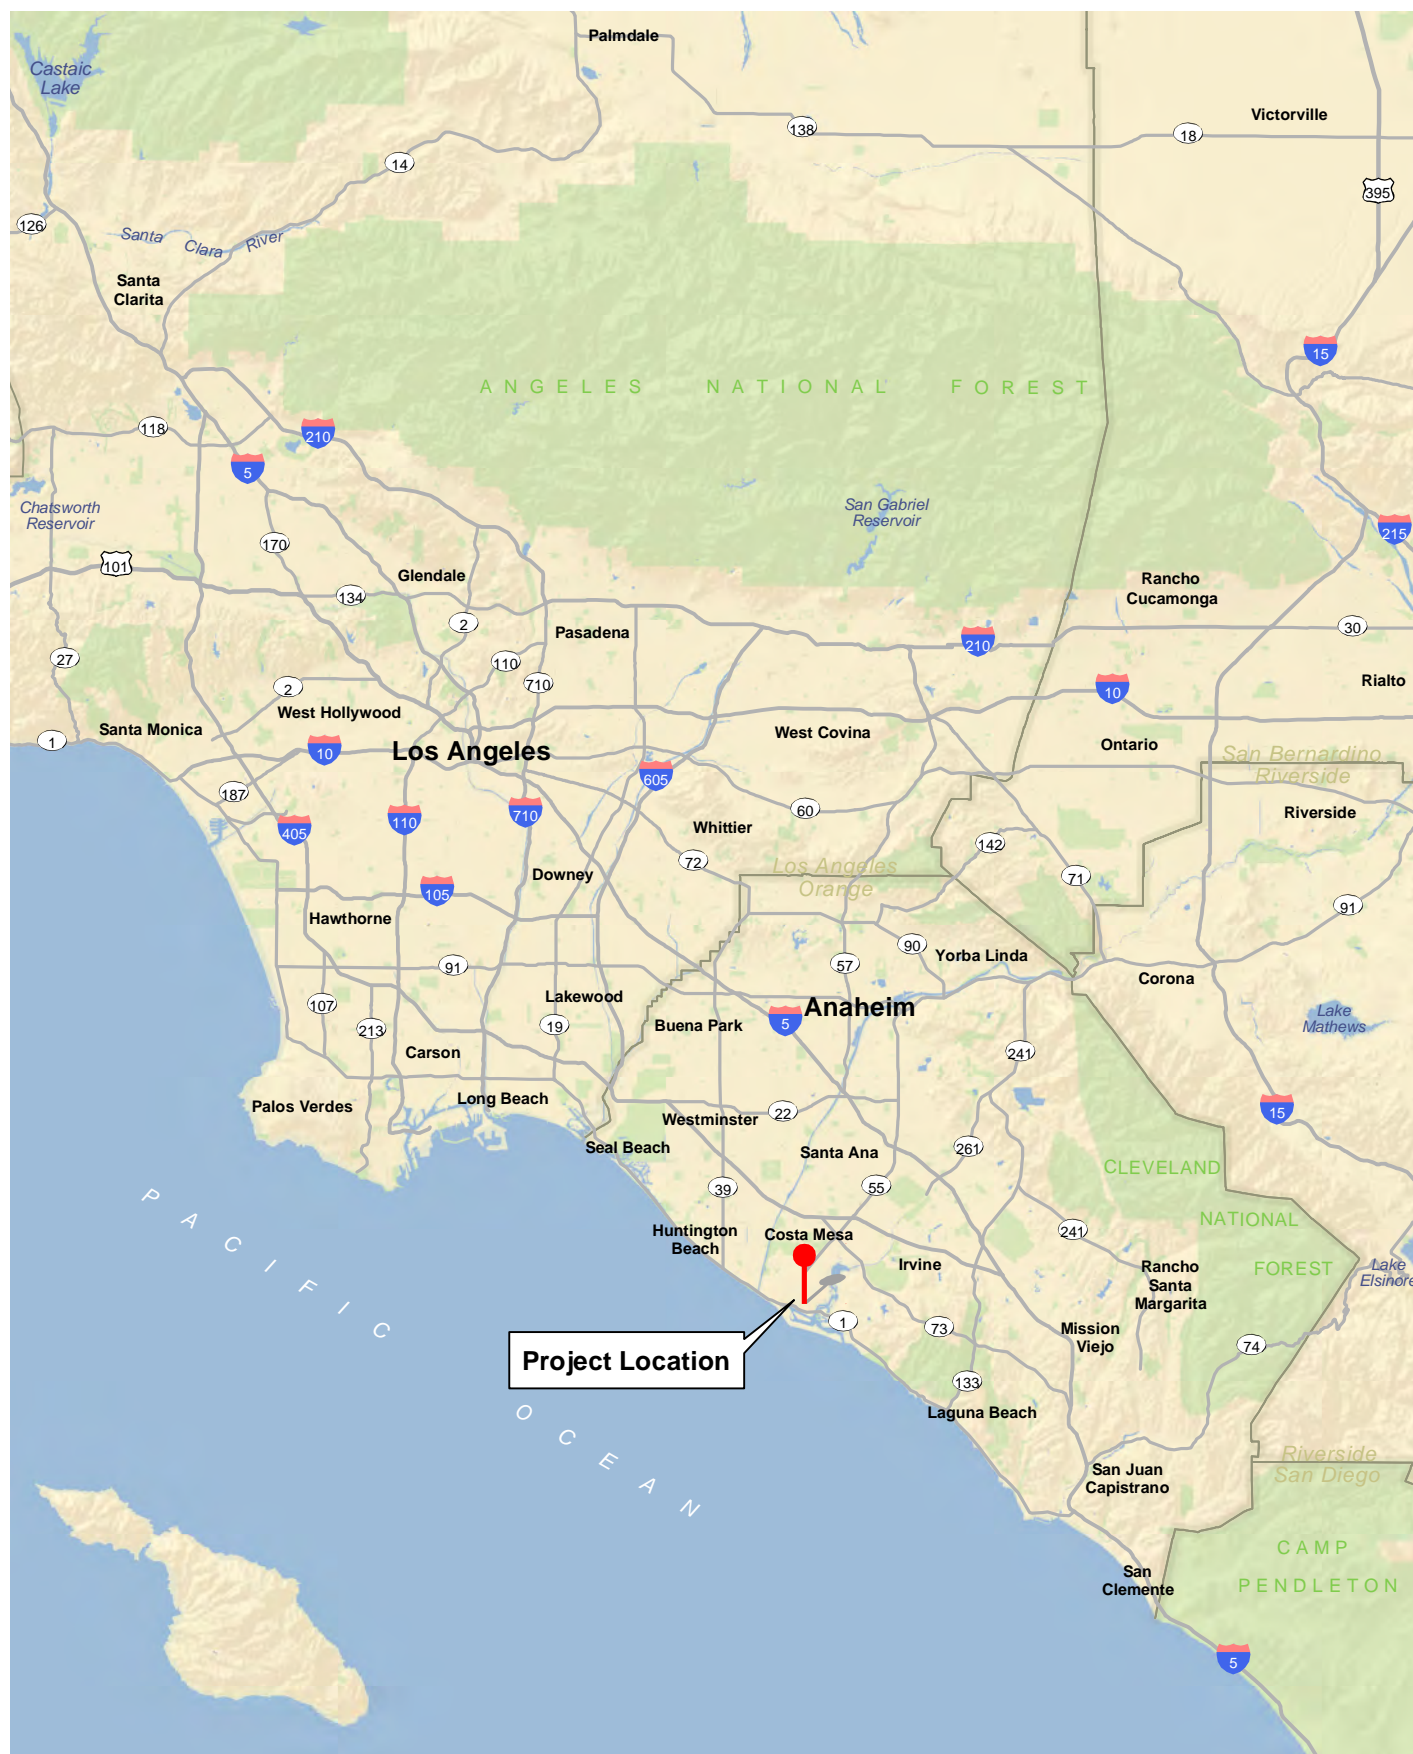 Palmdale
Castaic
Lake
Victorville
138
18
14
395
126
Santa Clara River
Santa
Clarita
15
ANGELES NATIONAL FOREST
118
210
5
Chatsworth
Reservoir
San Gabriel
Reservoir
215
170
101
Glendale
134
Rancho
Cucamonga
2
Pasadena
210
30
27
110
710
2
10
Rialto
West Hollywood
Santa Monica
1
West Covina
Los Angeles
10
Ontario
San Bernardino
Riverside
605
187
60
Riverside
405
110
710
Whittier
142
72
Los Angeles
Orange
Downey
71
105
91
Hawthorne
90
Yorba Linda
91
57
Corona
Lakewood
107
Anaheim
Lake
Mathews
213
19
Buena Park
5
Carson
241
Palos Verdes
Long Beach
22
15
Westminster
Seal Beach
Santa Ana
261
CLEVELAND
NATIONAL
FOREST
39
55
Huntington
Beach
Costa Mesa
241
Irvine
Rancho
Santa
Margarita
Lake
Elsinore
1
73
Mission
Viejo
74
Project Location
133
Laguna Beach
PACIFIC
OCEAN
Riverside
San Diego
San Juan
Capistrano
CAMP
PENDLETON
San
Clemente
5